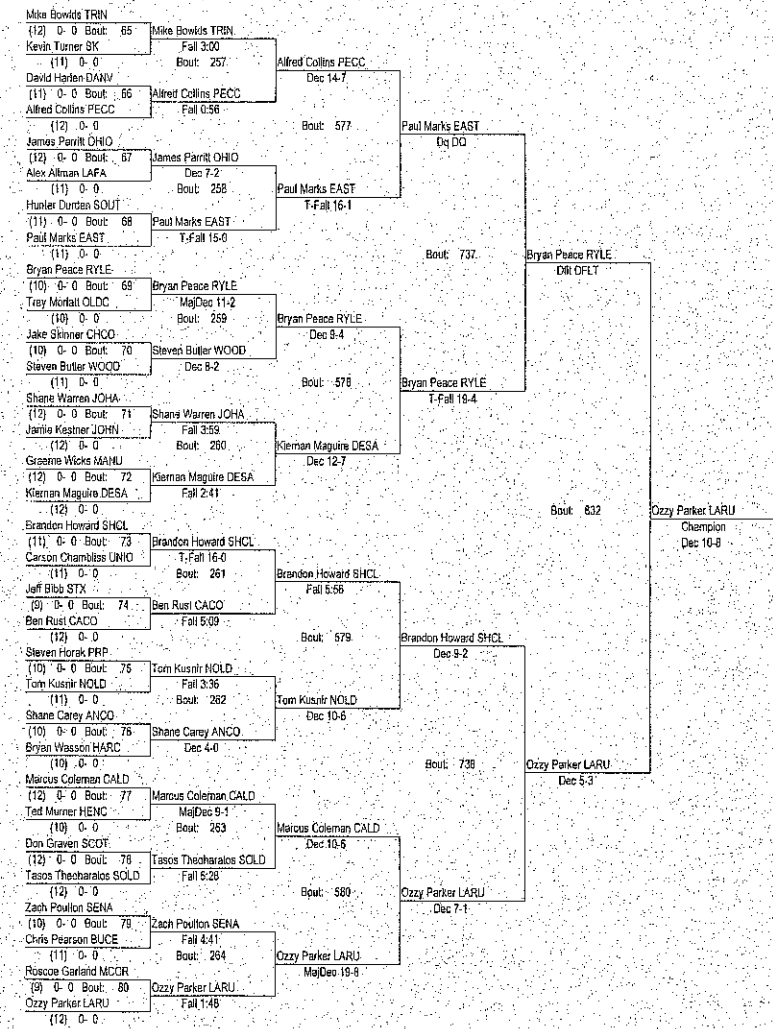 Mike Bowlds TRIN
(12) 0- 0 Bout: 65
Kevin Turner SK
(11) 0- 0
David Harlen DANV
(11) 0- 0 Bout: 66
Alfred Collins PECC
(12) 0- 0
James Parritt OHIO
(12) 0- 0 Bout: 67
Alex Altman LAFA
(11) 0- 0
Hunter Durden SOUT
(11) 0- 0 Bout: 68
Paul Marks EAST
(11) 0- 0
Bryan Peace RYLE
(10) 0- 0 Bout: 69
Trey Morlatt OLDC
(10) 0- 0
Jake Skinner CHCO
(10) 0- 0 Bout: 70
Steven Butler WOOD
(11) 0- 0
Shane Warren JOHA
(12) 0- 0 Bout: 71
Jamie Kestner JOHN
(12) 0- 0
Graeme Wicks MANU
(12) 0- 0 Bout: 72
Kiernan Maguire DESA
(12) 0- 0
Brandon Howard SHCL
(11) 0- 0 Bout: 73
Carson Chambliss UNIO
(11) 0- 0
Jeff Bibb STX
(9) 0- 0 Bout: 74
Ben Rust CACO
(12) 0- 0
Steven Horak PRP
(10) 0- 0 Bout: 75
Tom Kusnir NOLD
(11) 0- 0
Shane Carey ANCO
(10) 0- 0 Bout: 76
Bryan Wasson HARC
(10) 0- 0
Marcus Coleman CALD
(12) 0- 0 Bout: 77
Ted Murner HENC
(10) 0- 0
Don Graven SCOT
(12) 0- 0 Bout: 78
Tasos Theoharatos SOLD
(12) 0- 0
Zach Poulton SENA
(10) 0- 0 Bout: 79
Chris Pearson BUCE
(11) 0- 0
Roscoe Garland MCCR
(9) 0- 0 Bout: 80
Ozzy Parker LARU
(12) 0- 0
Mike Bowlds TRIN
Fall 3:00
Bout: 257
Alfred Collins PECC
Fall 0:56
James Parritt OHIO
Dec 7-2
Bout: 258
Paul Marks EAST
T-Fall 15-0
Bryan Peace RYLE
MajDec 11-2
Bout: 259
Steven Butler WOOD
Dec 8-2
Shane Warren JOHA
Fall 3:59
Bout: 260
Kiernan Maguire DESA
Fall 2:41
Brandon Howard SHCL
T-Fall 16-0
Bout: 261
Ben Rust CACO
Fall 5:09
Tom Kusnir NOLD
Fall 3:36
Bout: 262
Shane Carey ANCO
Dec 4-0
Marcus Coleman CALD
MajDec 9-1
Bout: 263
Tasos Theoharatos SOLD
Fall 5:28
Zach Poulton SENA
Fall 4:41
Bout: 264
Ozzy Parker LARU
Fall 1:48
Alfred Collins PECC
Dec 14-7
Bout: 577
Paul Marks EAST
T-Fall 16-1
Bryan Peace RYLE
Dec 9-4
Bout: 578
Kiernan Maguire DESA
Dec 12-7
Brandon Howard SHCL
Fall 5:56
Bout: 579
Tom Kusnir NOLD
Dec 10-6
Marcus Coleman CALD
Dec 10-6
Bout: 580
Ozzy Parker LARU
MajDec 19-8
Paul Marks EAST
Dq DQ
Bout: 737
Bryan Peace RYLE
T-Fall 19-4
Brandon Howard SHCL
Dec 9-2
Bout: 738
Ozzy Parker LARU
Dec 7-1
Bryan Peace RYLE
Dflt DFLT
Bout: 832
Ozzy Parker LARU
Dec 5-3
Ozzy Parker LARU
Champion
Dec 10-8